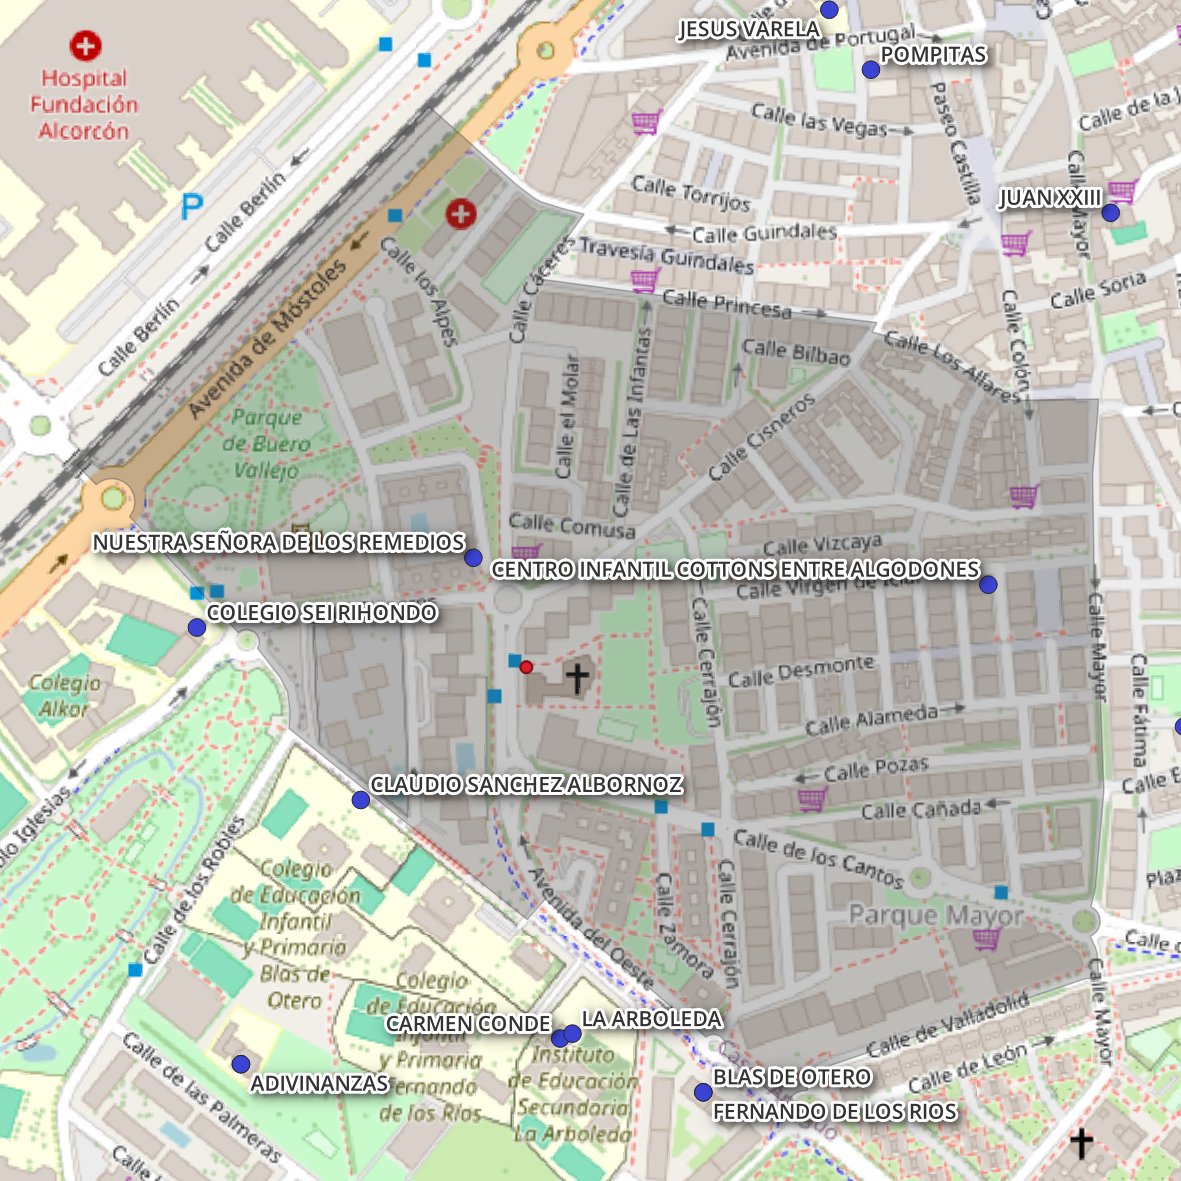 JESUS VARELA
Avenida de Portugal
POMPITAS
Hospital
Fundación
Alcorcón
Paseo Castilla
Calle de la J
Calle las Vegas
P
Calle Berlín
Calle Torrijos
JUAN XXIII
Calle Mayor
Calle Guindales
Travesía Guindales
Calle los Alpes
Calle Cáceres
Calle Soria
Calle Berlín
Avenida de Móstoles
Calle Princesa
Calle Colón
Calle Bilbao
Calle Los Alfares
Calle el Molar
Calle de Las Infantas
Calle Cisneros
Parque
de Buero
Vallejo
Calle Comusa
NUESTRA SEÑORA DE LOS REMEDIOS
Calle Vizcaya
CENTRO INFANTIL COTTONS ENTRE ALGODONES
COLEGIO SEI RIHONDO
Calle Cerrajón
Calle Mayor
Calle Desmonte
Calle Fátima
Colegio
Alkor
Calle Alameda
Calle Pozas
CLAUDIO SANCHEZ ALBORNOZ
Calle Cañada
Calle de los Cantos
Calle de los Robles
Colegio
de Educación
Infantil
y Primaria
Blas de
Otero
Avenida del Oeste
Calle Zamora
Calle Cerrajón
Parque Mayor
Calle Mayor
Colegio
de Educación
Infantil
y Primaria
Fernando
de los Ríos
CARMEN CONDE
LA ARBOLEDA
Calle de Valladolid
Calle de León
Instituto
de Educación
Secundaria
La Arboleda
ADIVINANZAS
BLAS DE OTERO
FERNANDO DE LOS RIOS
Calle de las Palmeras